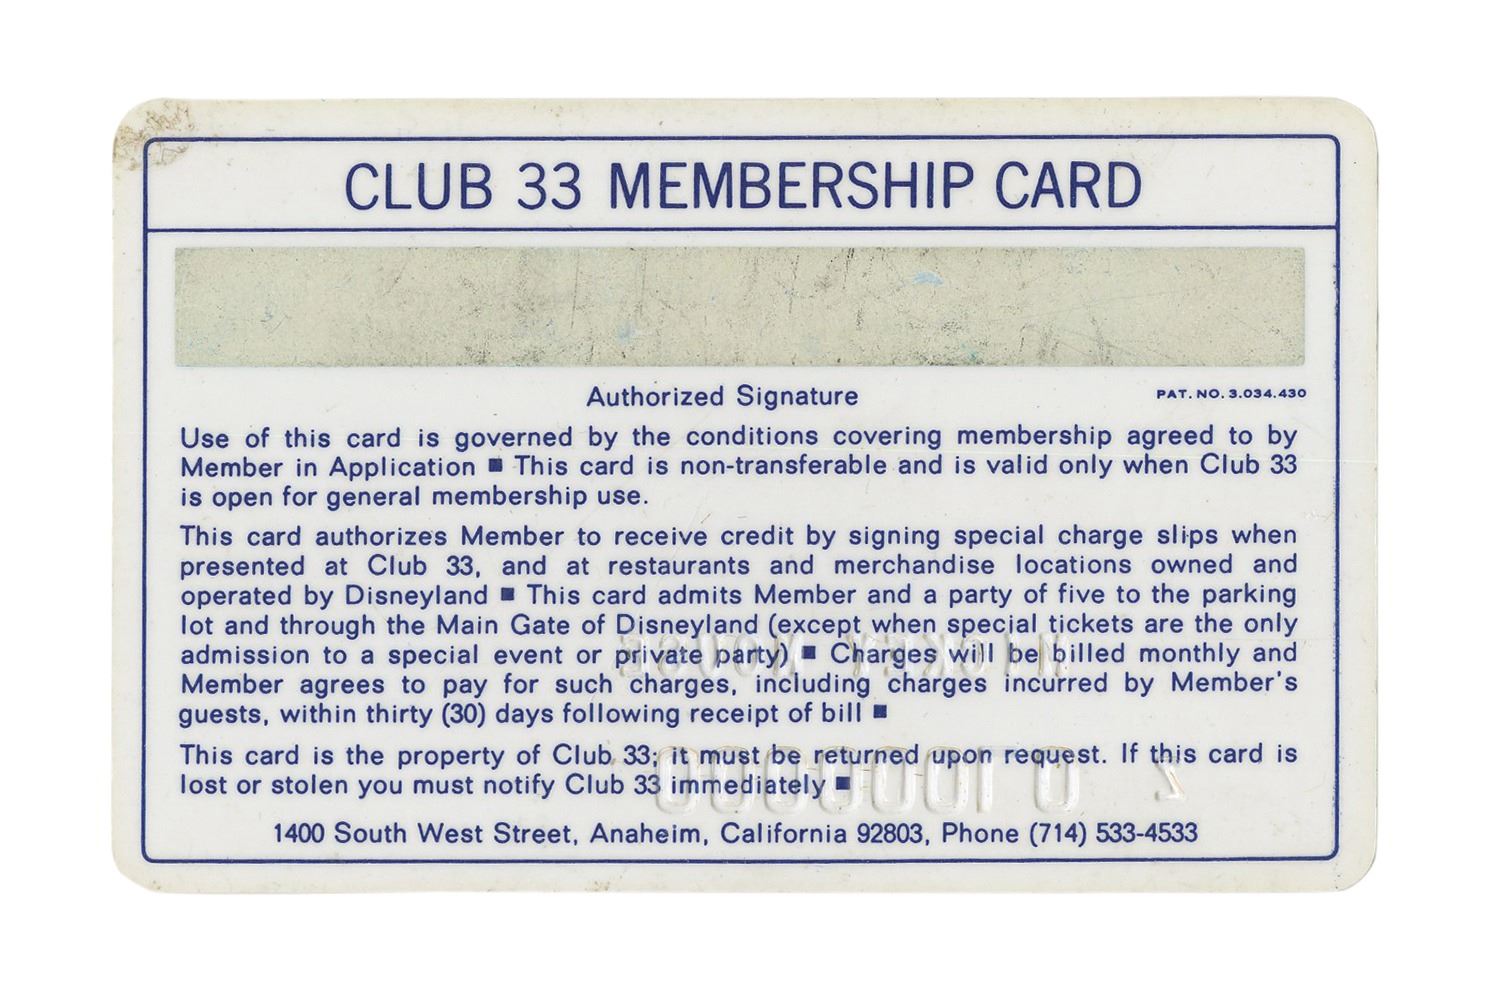 CLUB 33 MEMBERSHIP CARD
Authorized Signature
PAT. NO. 3.034.430
Use of this card is governed by the conditions covering membership agreed to by
Member in Application ■ This card is non-transferable and is valid only when Club 33
is open for general membership use.
This card authorizes Member to receive credit by signing special charge slips when
presented at Club 33, and at restaurants and merchandise locations owned and
operated by Disneyland ■ This card admits Member and a party of five to the parking
lot and through the Main Gate of Disneyland (except when special tickets are the only
admission to a special event or private party) ■ Charges will be billed monthly and
Member agrees to pay for such charges, including charges incurred by Member's
guests, within thirty (30) days following receipt of bill ■
This card is the property of Club 33; it must be returned upon request. If this card is
lost or stolen you must notify Club 33 immediately ■
1400 South West Street, Anaheim, California 92803, Phone (714) 533-4533
MICKEY MOUSE